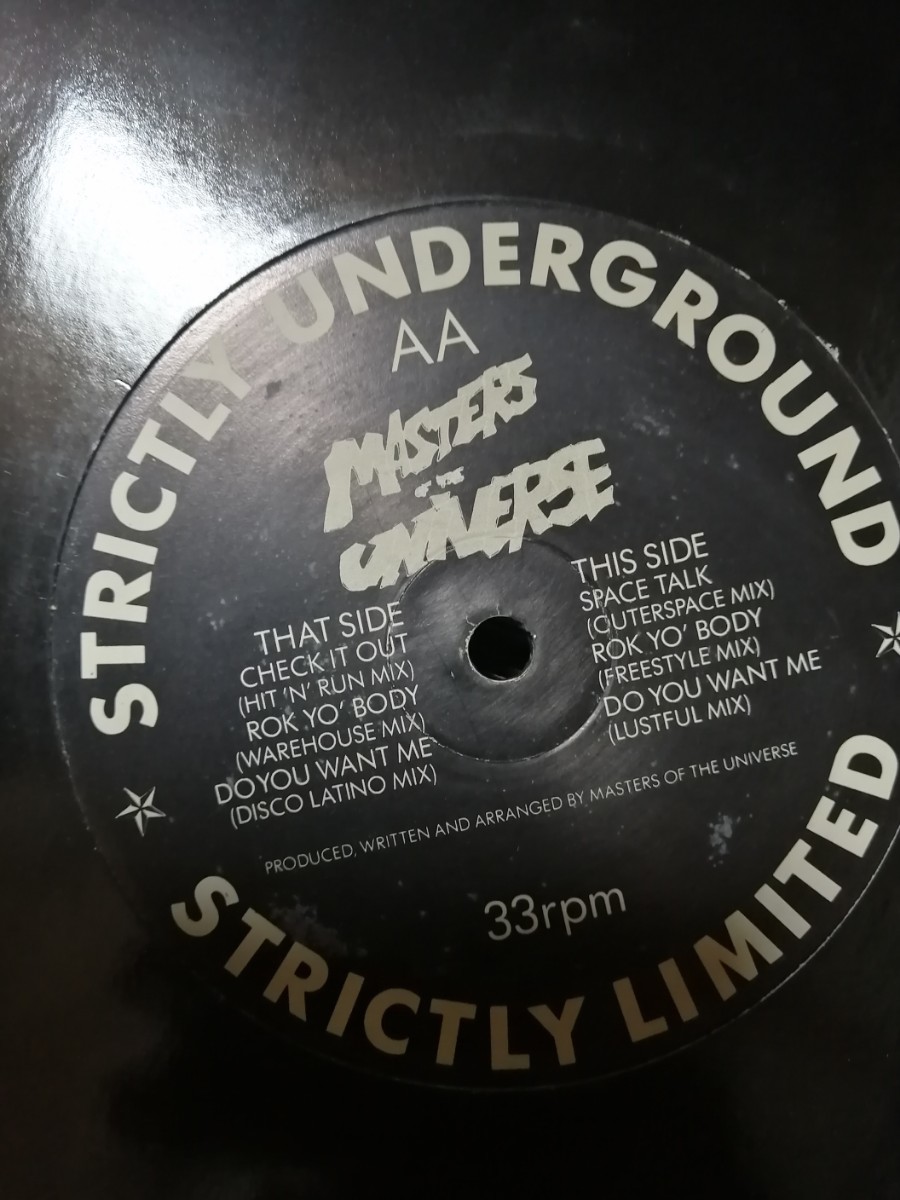 STRICTLY UNDERGROUND
AA
MASTERS
OF THE
UNIVERSE
THAT SIDE
CHECK IT OUT
(HIT 'N' RUN MIX)
ROK YO' BODY
(WAREHOUSE MIX)
DO YOU WANT ME
(DISCO LATINO MIX)
THIS SIDE
SPACE TALK
(OUTERSPACE MIX)
ROK YO' BODY
(FREESTYLE MIX)
DO YOU WANT ME
(LUSTFUL MIX)
PRODUCED, WRITTEN AND ARRANGED BY MASTERS OF THE UNIVERSE
33rpm
STRICTLY LIMITED